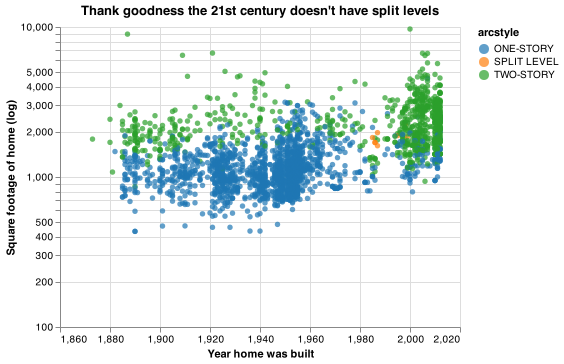 Thank goodness the 21st century doesn't have split levels
arcstyle
ONE-STORY
SPLIT LEVEL
TWO-STORY
Square footage of home (log)
10,000
5,000
4,000
3,000
2,000
1,000
500
400
300
200
100
1,860 1,880 1,900 1,920 1,940 1,960 1,980 2,000 2,020
Year home was built